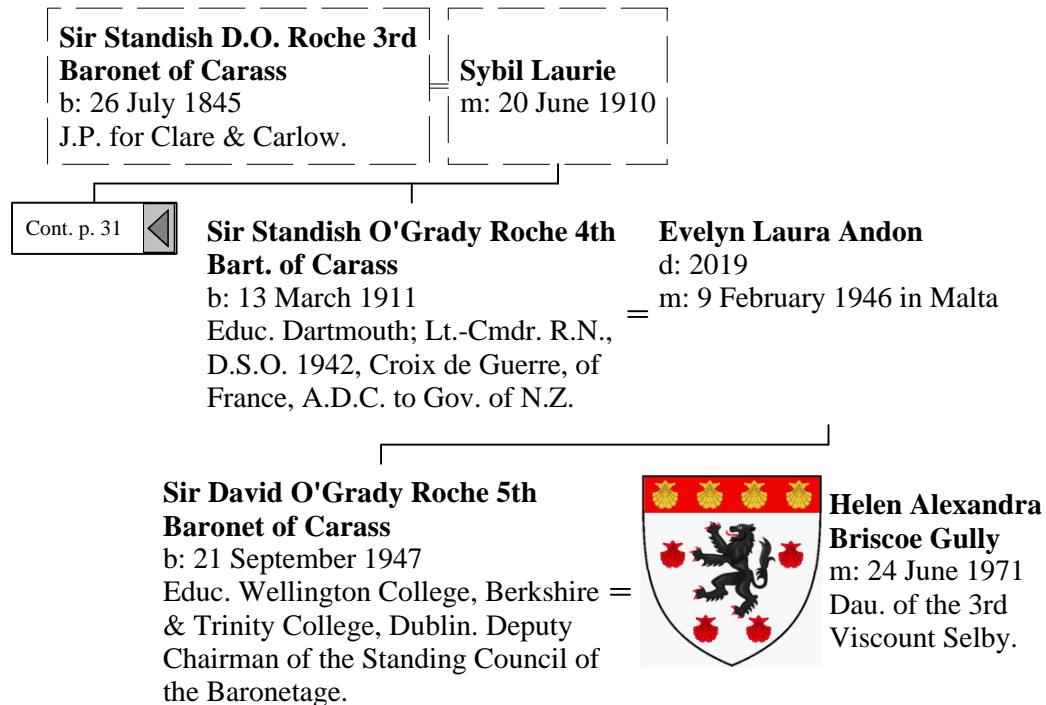 Sir Standish D.O. Roche 3rd
Baronet of Carass
b: 26 July 1845
J.P. for Clare & Carlow.
=
Sybil Laurie
m: 20 June 1910
Cont. p. 31
Sir Standish O'Grady Roche 4th
Bart. of Carass
b: 13 March 1911
Educ. Dartmouth; Lt.-Cmdr. R.N.,
D.S.O. 1942, Croix de Guerre, of
France, A.D.C. to Gov. of N.Z.
=
Evelyn Laura Andon
d: 2019
m: 9 February 1946 in Malta
Sir David O'Grady Roche 5th
Baronet of Carass
b: 21 September 1947
Educ. Wellington College, Berkshire
& Trinity College, Dublin. Deputy
Chairman of the Standing Council of
the Baronetage.
=
Helen Alexandra
Briscoe Gully
m: 24 June 1971
Dau. of the 3rd
Viscount Selby.